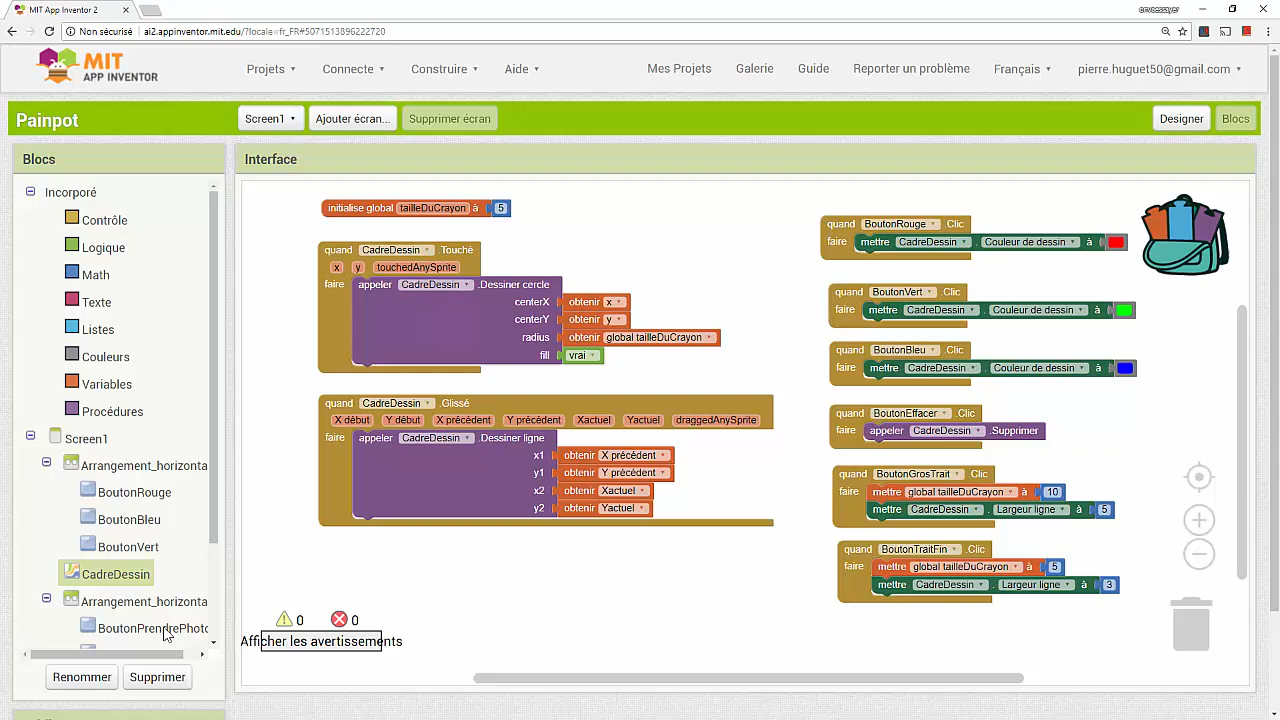 MIT App Inventor 2
Non sécurisé
ai2.appinventor.mit.edu/?locale=fr_FR#5071513896222720
MIT
APP INVENTOR
Projets
Connecte
Construire
Aide
Mes Projets
Galerie
Guide
Reporter un problème
Français
pierre.huguet50@gmail.com
Painpot
Screen1
Ajouter écran...
Supprimer écran
Designer
Blocs
Blocs
Incorporé
Contrôle
Logique
Math
Texte
Listes
Couleurs
Variables
Procédures
Screen1
Arrangement_horizonta
BoutonRouge
BoutonBleu
BoutonVert
CadreDessin
Arrangement_horizonta
BoutonPrendrePhoto
Renommer
Supprimer
Interface
initialise global tailleDuCrayon à 5
quand CadreDessin .Touché
x y touchedAnySprite
faire appeler CadreDessin .Dessiner cercle
centerX obtenir x
centerY obtenir y
radius obtenir global tailleDuCrayon
fill vrai
quand CadreDessin .Glissé
X début Y début X précédent Y précédent Xactuel Yactuel draggedAnySprite
faire appeler CadreDessin .Dessiner ligne
x1 obtenir X précédent
y1 obtenir Y précédent
x2 obtenir Xactuel
y2 obtenir Yactuel
0 0
Afficher les avertissements
quand BoutonRouge .Clic
faire mettre CadreDessin . Couleur de dessin à
quand BoutonVert .Clic
faire mettre CadreDessin . Couleur de dessin à
quand BoutonBleu .Clic
faire mettre CadreDessin . Couleur de dessin à
quand BoutonEffacer .Clic
faire appeler CadreDessin .Supprimer
quand BoutonGrosTrait .Clic
faire mettre global tailleDuCrayon à 10
mettre CadreDessin . Largeur ligne à 5
quand BoutonTraitFin .Clic
faire mettre global tailleDuCrayon à 5
mettre CadreDessin . Largeur ligne à 3